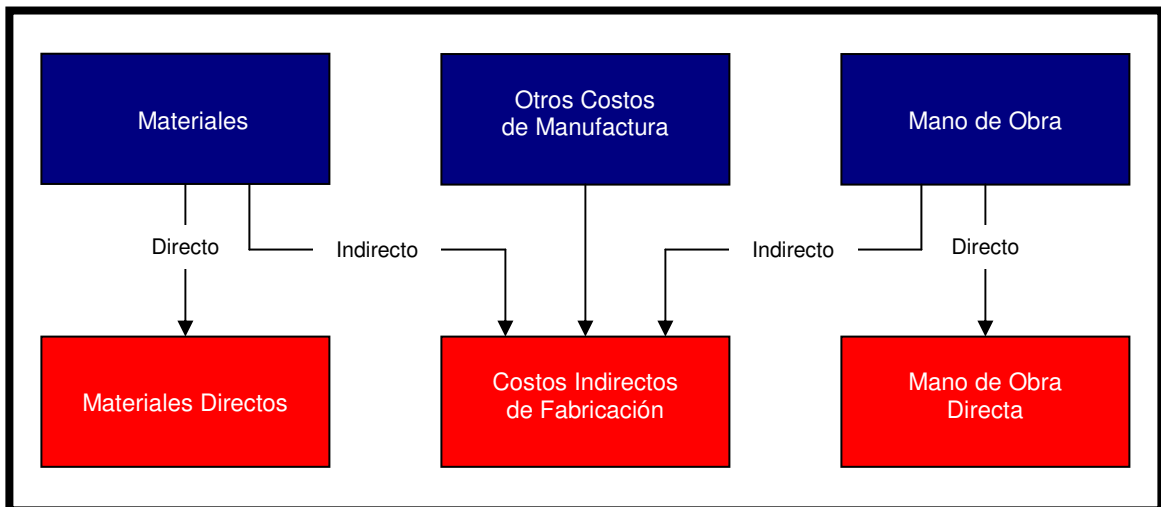 Materiales
Otros Costos
de Manufactura
Mano de Obra
Directo
Indirecto
Indirecto
Directo
Materiales Directos
Costos Indirectos
de Fabricación
Mano de Obra
Directa